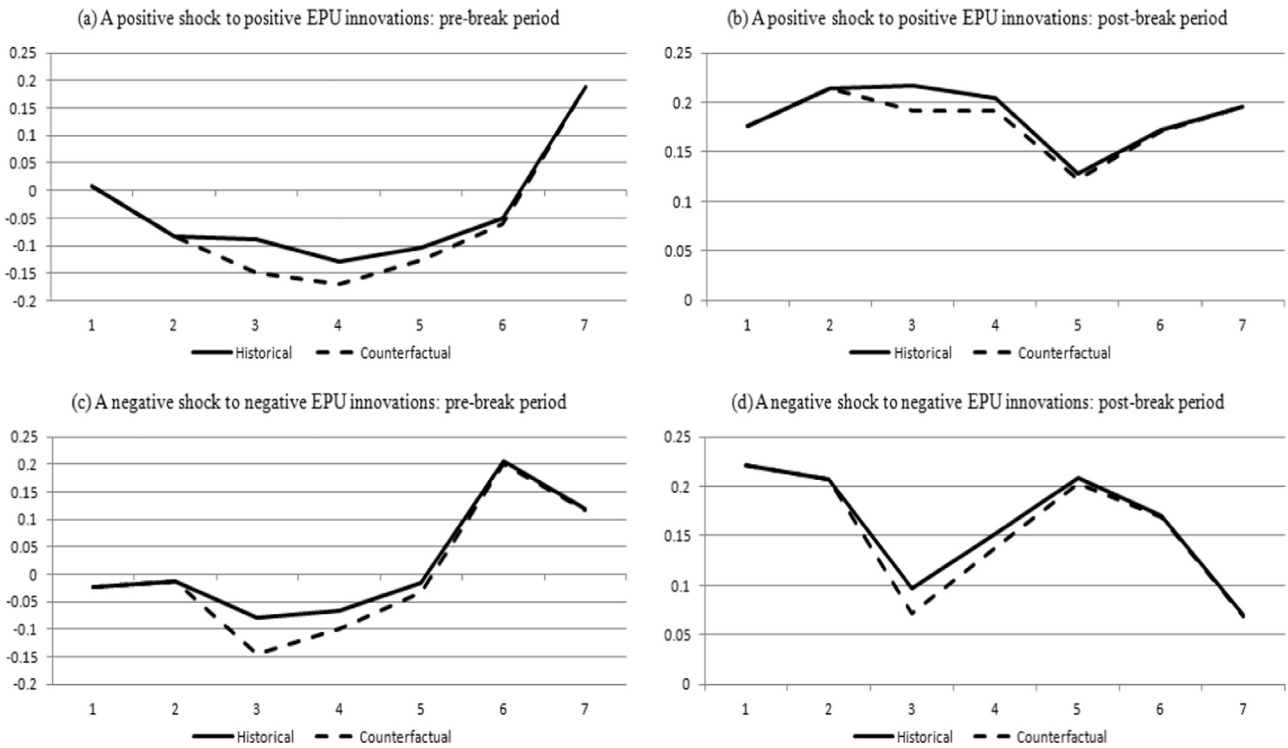 (a) A positive shock to positive EPU innovations: pre-break period
0.25
0.2
0.15
0.1
0.05
0
-0.05
-0.1
-0.15
-0.2
1 2 3 4 5 6 7
Historical Counterfactual
(b) A positive shock to positive EPU innovations: post-break period
0.25
0.2
0.15
0.1
0.05
0
1 2 3 4 5 6 7
Historical Counterfactual
(c) A negative shock to negative EPU innovations: pre-break period
0.25
0.2
0.15
0.1
0.05
0
-0.05
-0.1
-0.15
-0.2
1 2 3 4 5 6 7
Historical Counterfactual
(d) A negative shock to negative EPU innovations: post-break period
0.25
0.2
0.15
0.1
0.05
0
1 2 3 4 5 6 7
Historical Counterfactual